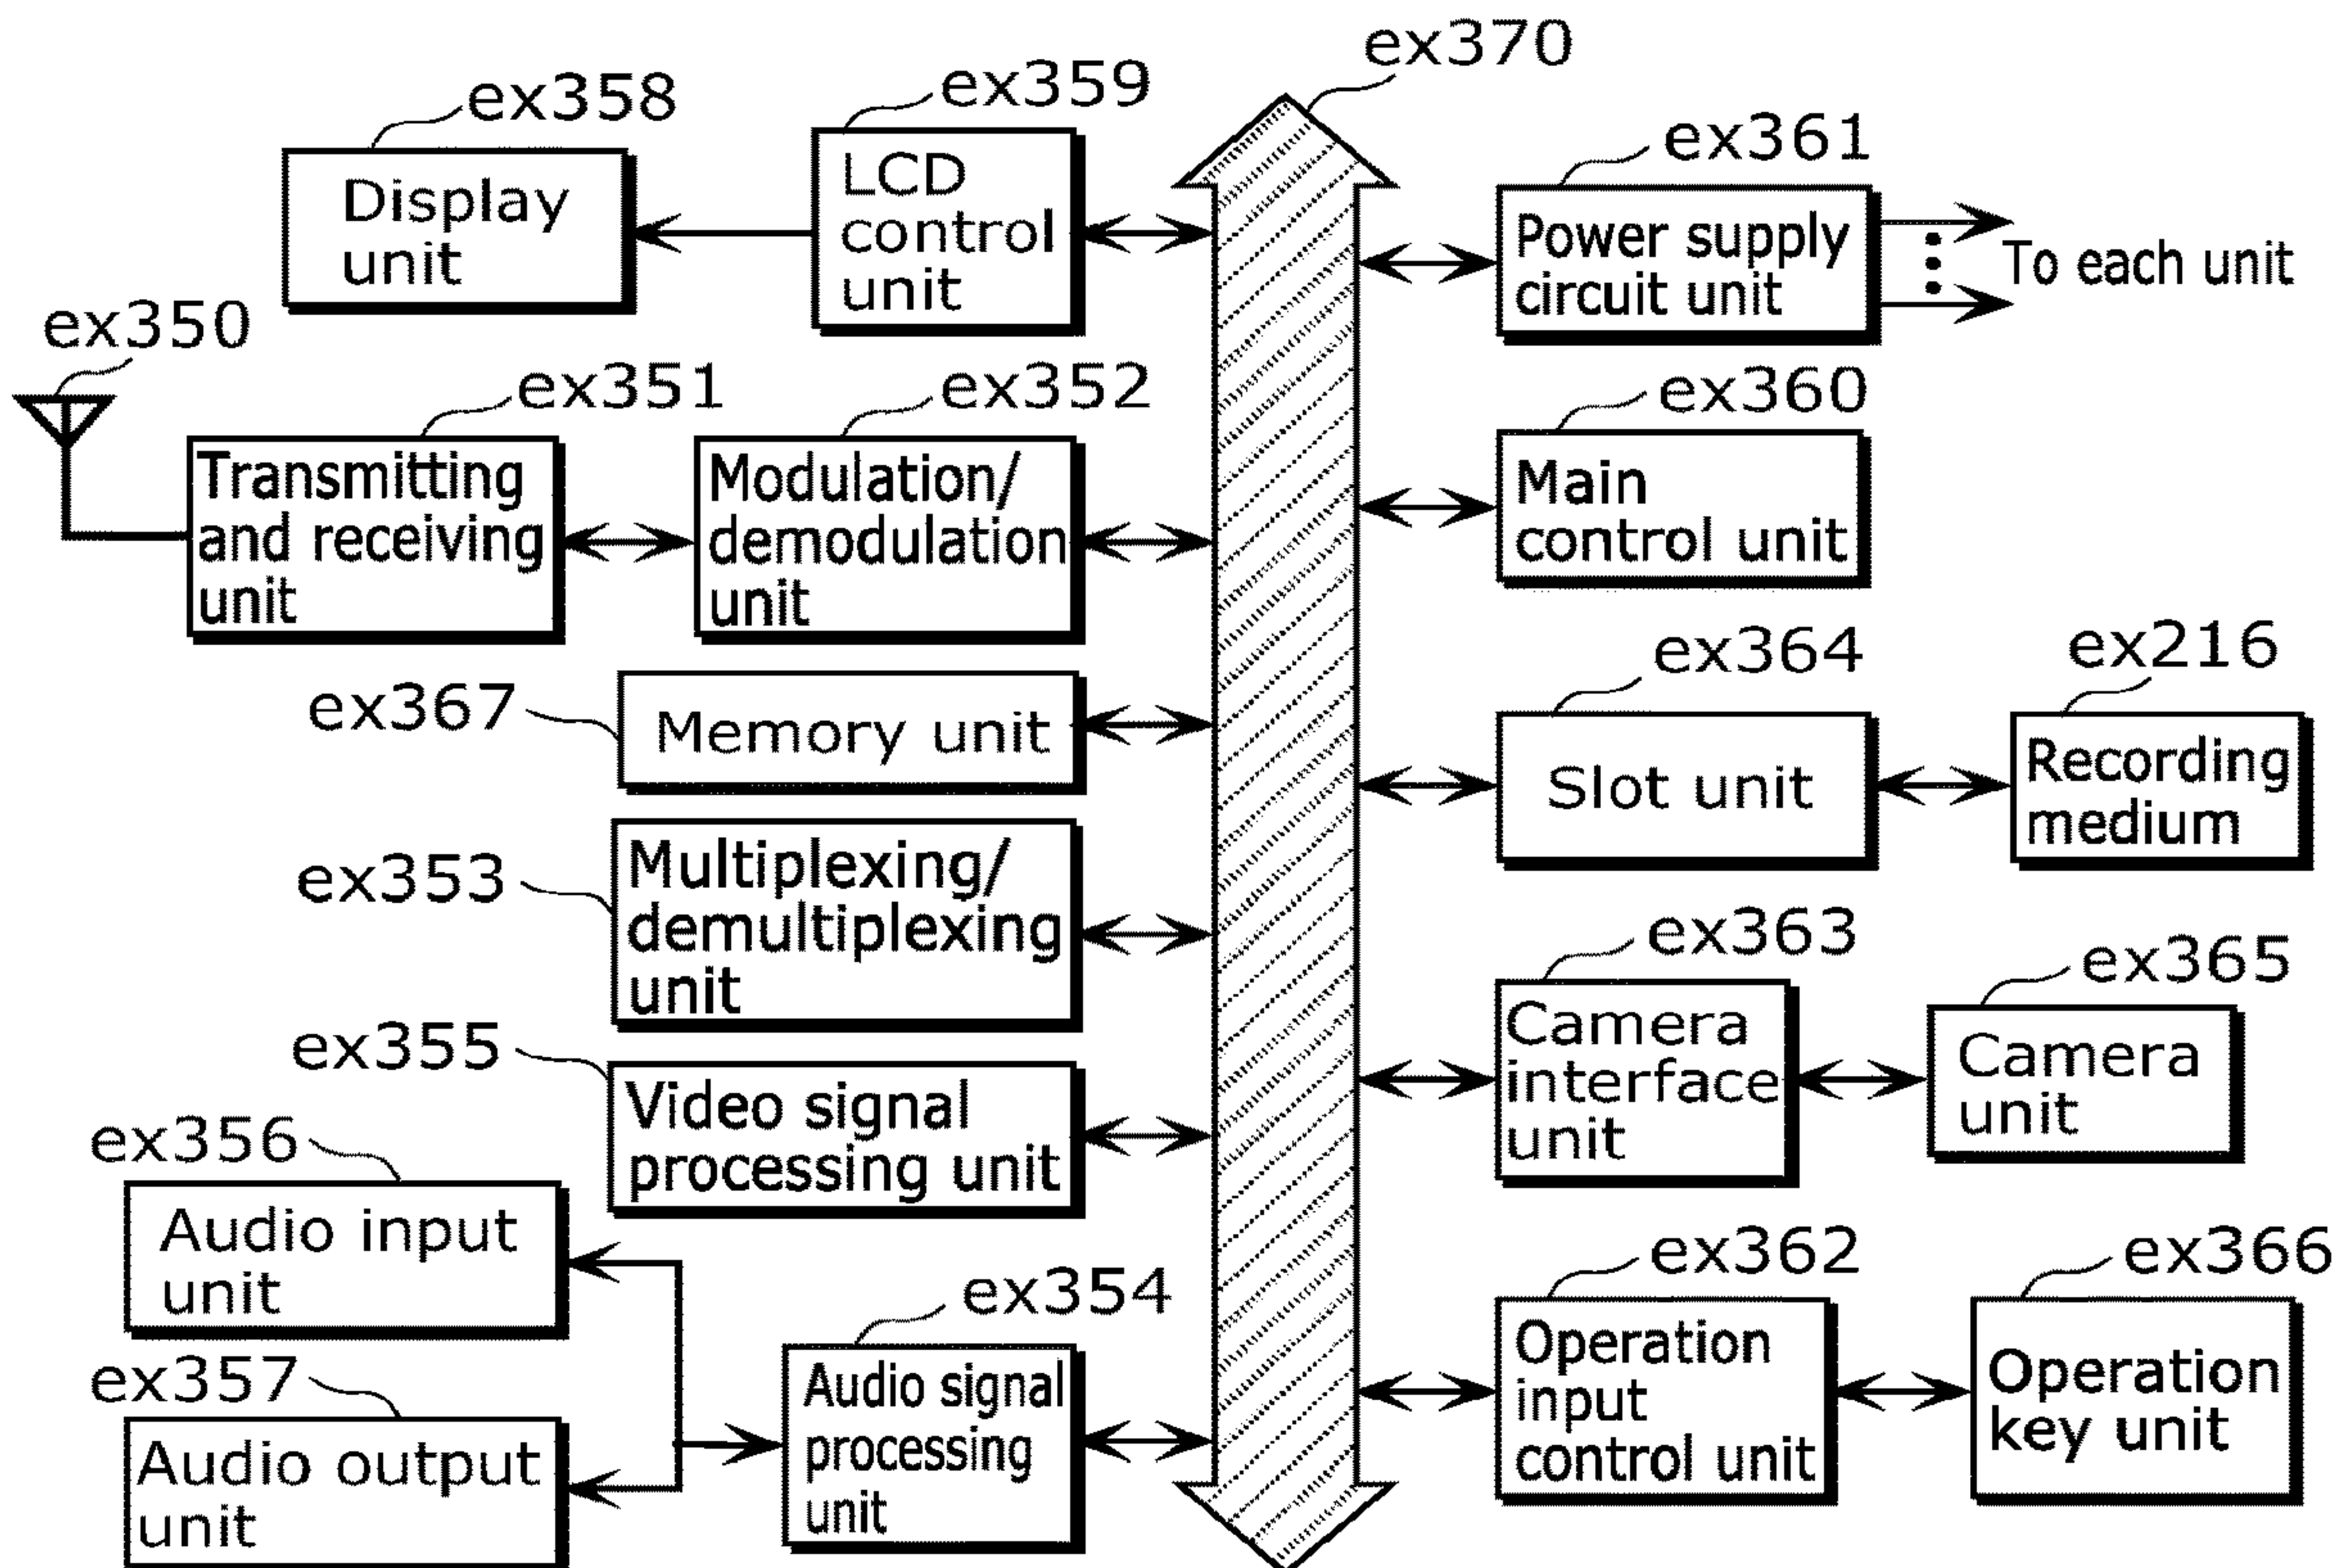 ex370
ex358
ex359
ex361
Display
unit
LCD
control
unit
Power supply
circuit unit
To each unit
ex350
ex351
ex352
ex360
Transmitting
and receiving
unit
Modulation/
demodulation
unit
Main
control unit
ex367
Memory unit
ex364
ex216
Slot unit
Recording
medium
ex353
Multiplexing/
demultiplexing
unit
ex363
ex365
Camera
interface
unit
Camera
unit
ex355
Video signal
processing unit
ex356
Audio input
unit
ex354
ex362
ex366
ex357
Audio output
unit
Audio signal
processing
unit
Operation
input
control unit
Operation
key unit